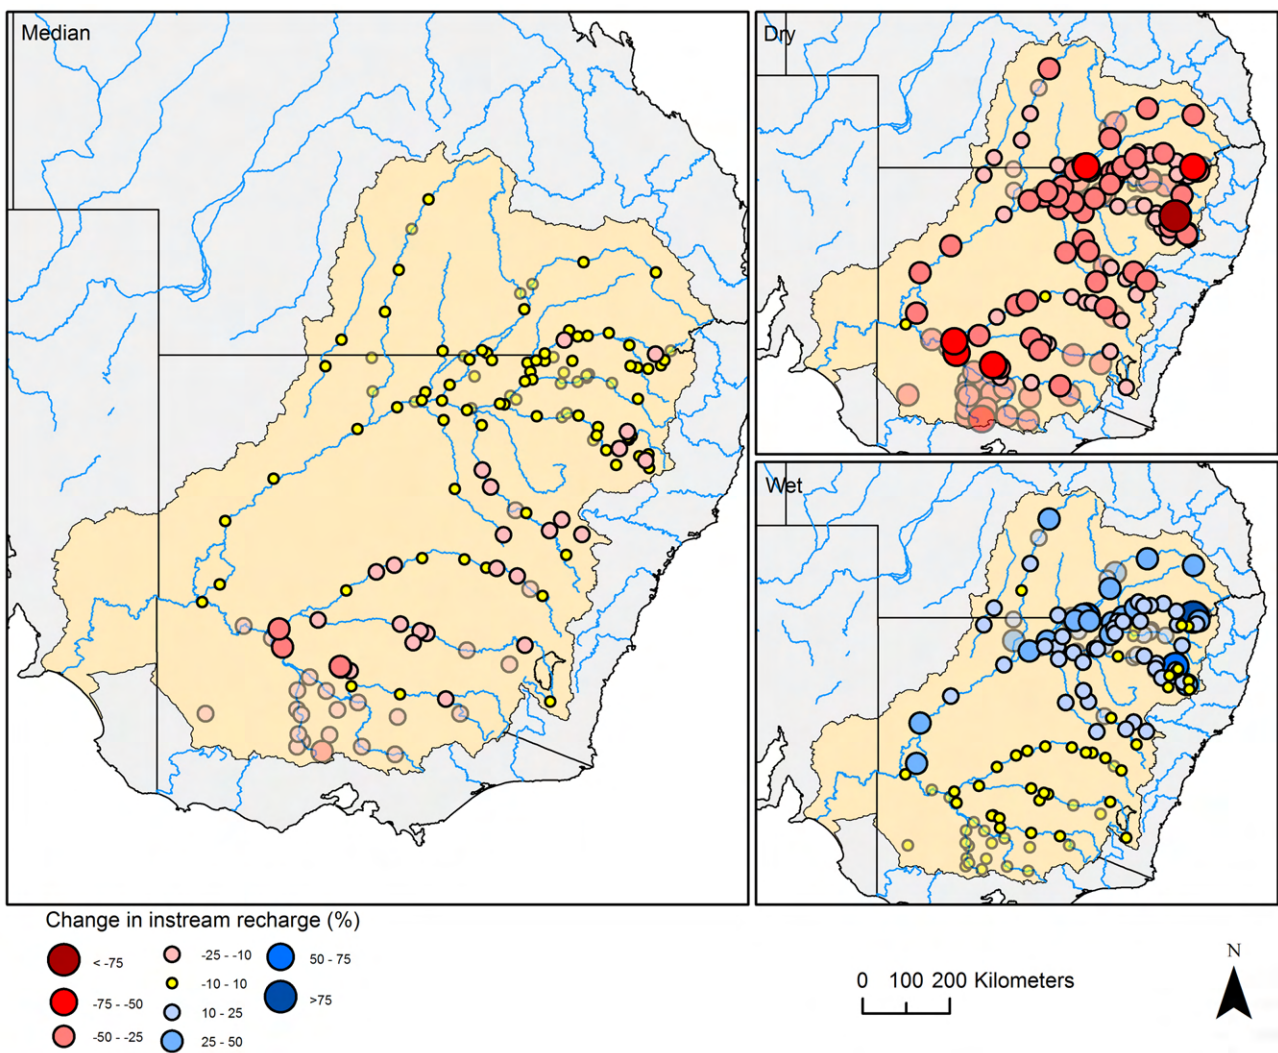 Median
Dry
Wet
Change in instream recharge (%)
< -75
-75 - -50
-50 - -25
-25 - -10
-10 - 10
10 - 25
25 - 50
50 - 75
>75
0 100 200 Kilometers
N